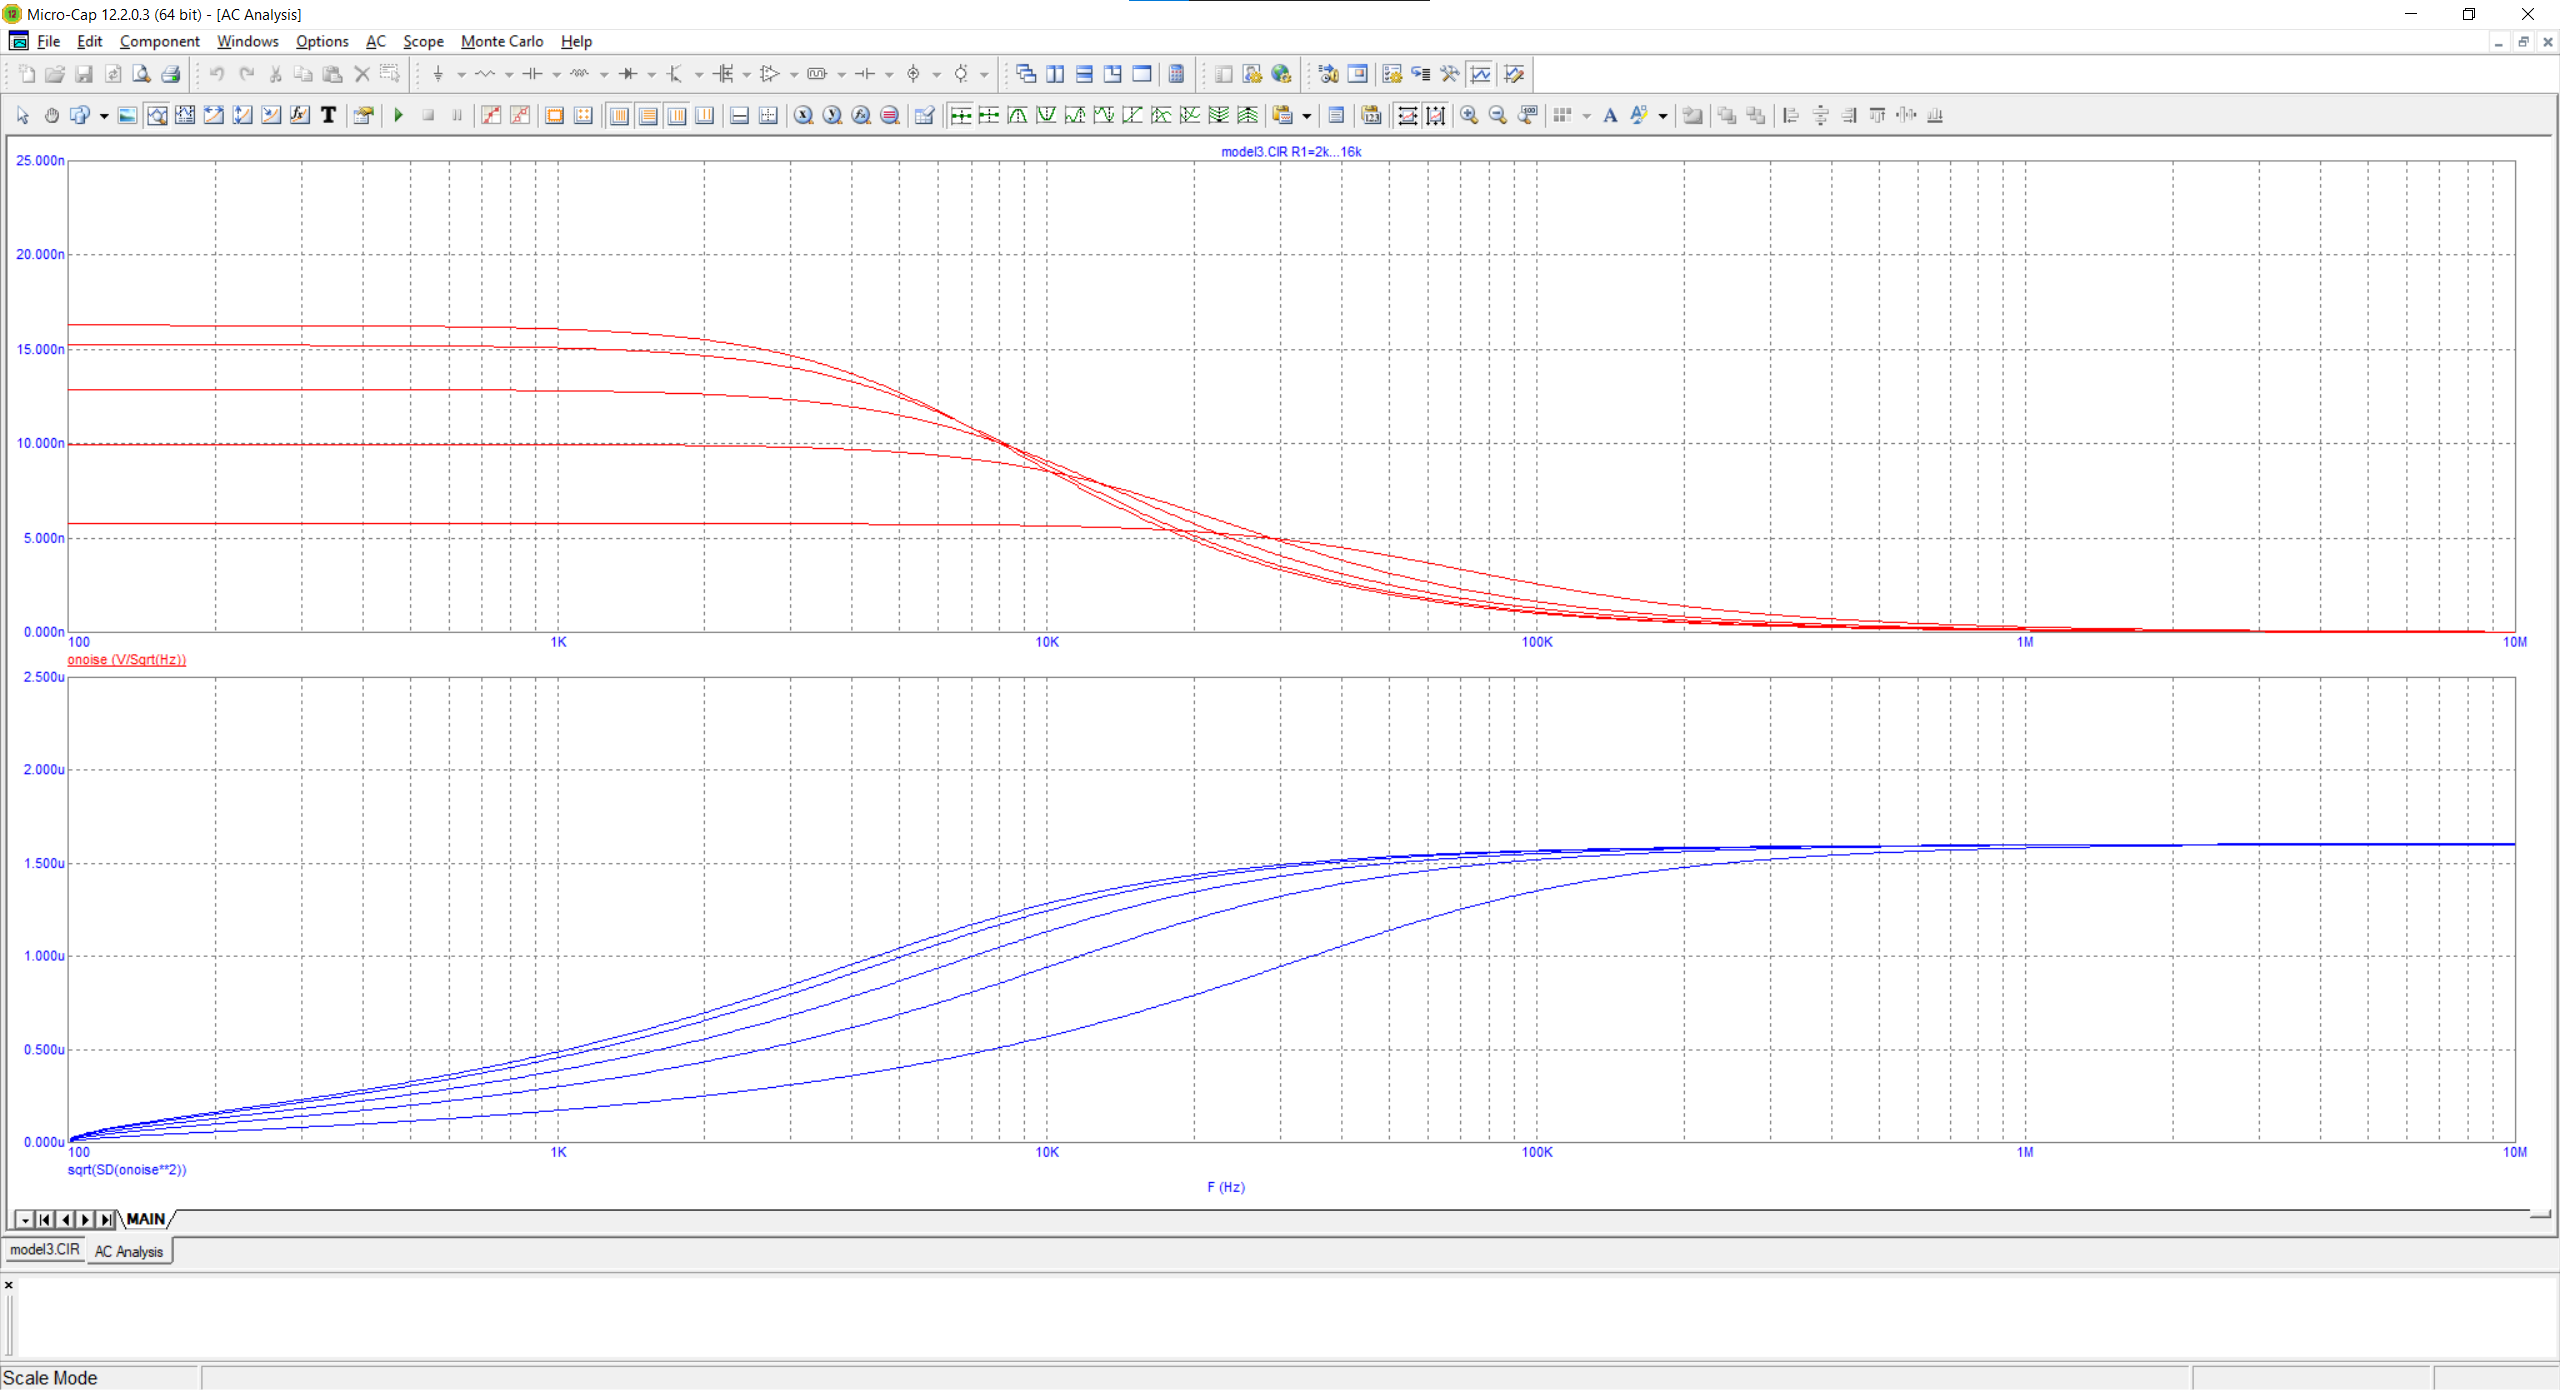 Micro-Cap 12.2.0.3 (64 bit) - [AC Analysis]
File Edit Component Windows Options AC Scope Monte Carlo Help
model3.CIR R1=2k...16k
25.000n
20.000n
15.000n
10.000n
5.000n
0.000n
100 1K 10K 100K 1M 10M
onoise (V/Sqrt(Hz))
2.500u
2.000u
1.500u
1.000u
0.500u
0.000u
100 1K 10K 100K 1M 10M
sqrt(SD(onoise**2))
F (Hz)
MAIN
model3.CIR AC Analysis
Scale Mode